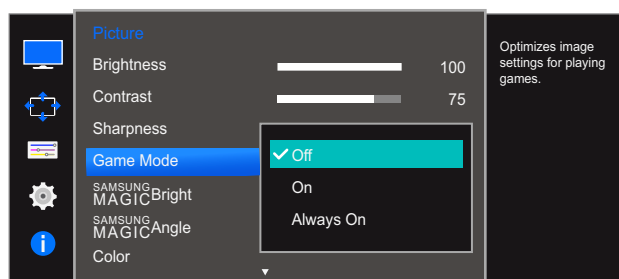 Picture
Brightness 100
Contrast 75
Sharpness
Game Mode
Off
On
Always On
SAMSUNG
MAGICBright
SAMSUNG
MAGICAngle
Color
Optimizes image
settings for playing
games.
i